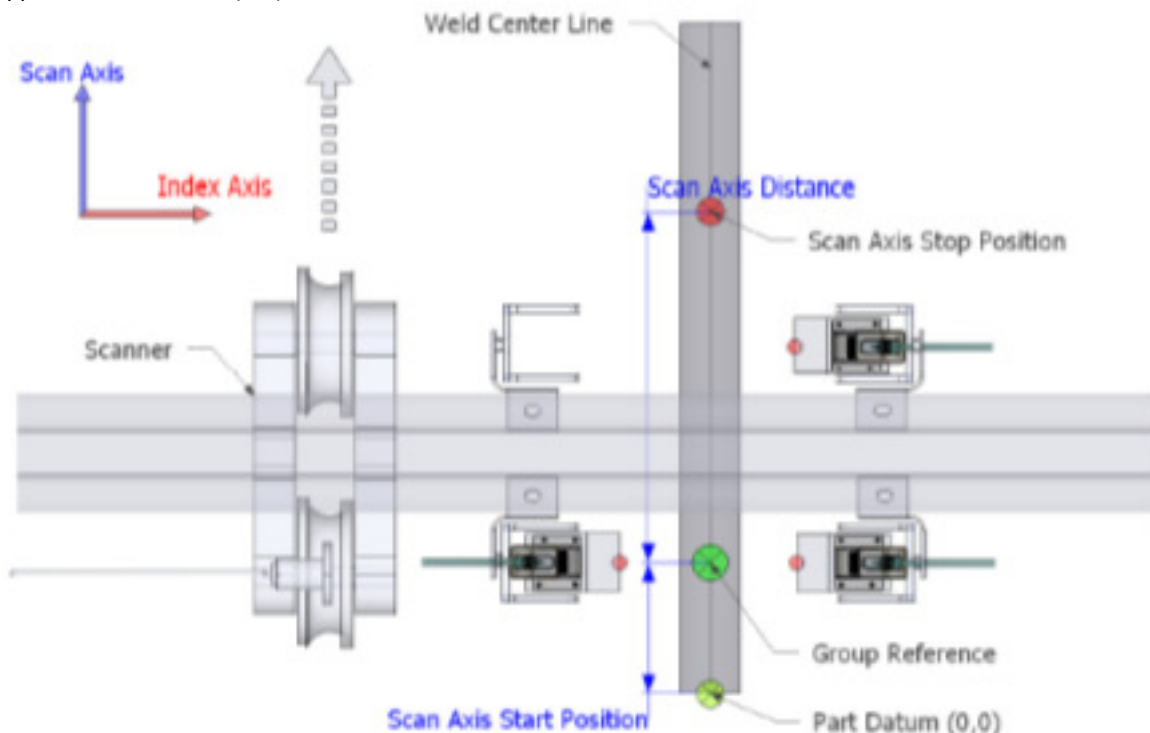 Weld Center Line
Scan Axis
Index Axis
Scan Axis Distance
Scan Axis Stop Position
Scanner
Group Reference
Scan Axis Start Position
Part Datum (0,0)